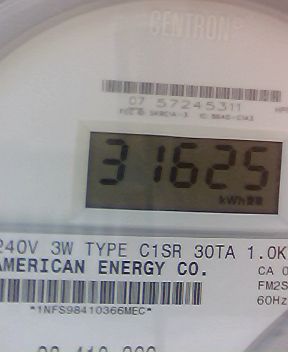 CENTRON
07 57245311
31625
kWh
240V 3W TYPE C1SR 30TA 1.0K
AMERICAN ENERGY CO.
CA 0
FM2S
60Hz
*1NFS98410366MEC*